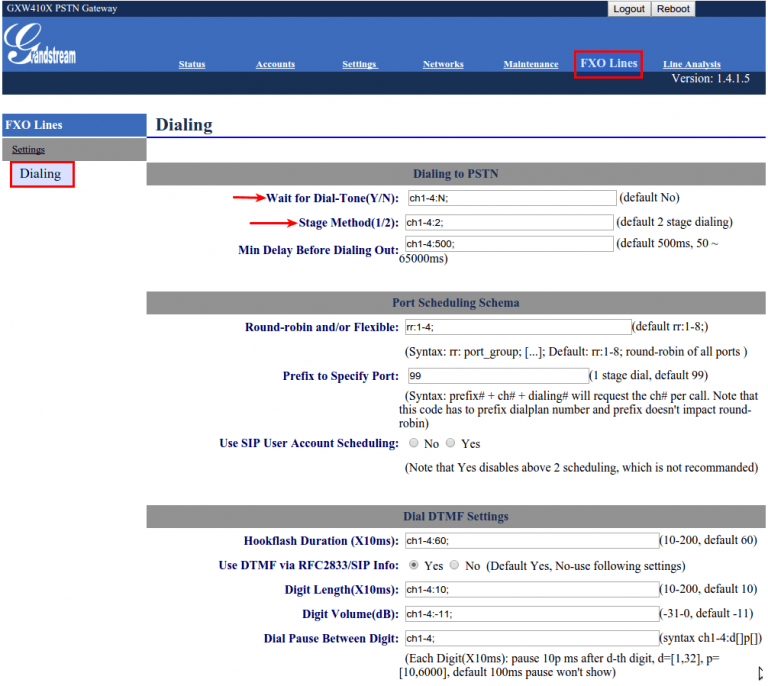 GXW410X PSTN Gateway
Logout Reboot
Grandstream
Status Accounts Settings Networks Maintenance FXO Lines Line Analysis
Version: 1.4.1.5
FXO Lines
Settings
Dialing
Dialing
Dialing to PSTN
Wait for Dial-Tone(Y/N): ch1-4:N; (default No)
Stage Method(1/2): ch1-4:2; (default 2 stage dialing)
Min Delay Before Dialing Out: ch1-4:500; (default 500ms, 50 ~
65000ms)
Port Scheduling Schema
Round-robin and/or Flexible: rr:1-4; (default rr:1-8;)
(Syntax: rr: port_group; [...]; Default: rr:1-8; round-robin of all ports )
Prefix to Specify Port: 99 (1 stage dial, default 99)
(Syntax: prefix# + ch# + dialing# will request the ch# per call. Note that
this code has to prefix dialplan number and prefix doesn't impact round-
robin)
Use SIP User Account Scheduling: No Yes
(Note that Yes disables above 2 scheduling, which is not recommanded)
Dial DTMF Settings
Hookflash Duration (X10ms): ch1-4:60; (10-200, default 60)
Use DTMF via RFC2833/SIP Info: Yes No (Default Yes, No-use following settings)
Digit Length(X10ms): ch1-4:10; (10-200, default 10)
Digit Volume(dB): ch1-4:-11; (-31-0, default -11)
Dial Pause Between Digit: ch1-4; (syntax ch1-4:d[]p[])
(Each Digit(X10ms): pause 10p ms after d-th digit, d=[1,32], p=
[10,6000], default 100ms pause won't show)